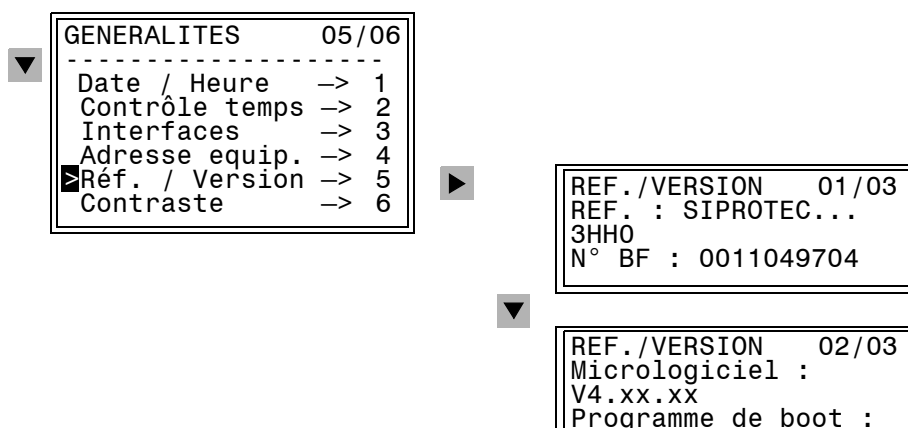 GENERALITES 05/06
---------------------
Date / Heure —> 1
Contrôle temps —> 2
Interfaces —> 3
Adresse equip. —> 4
>Réf. / Version —> 5
Contraste —> 6
REF./VERSION 01/03
REF. : SIPROTEC...
3HH0
N° BF : 0011049704
REF./VERSION 02/03
Micrologiciel :
V4.xx.xx
Programme de boot :